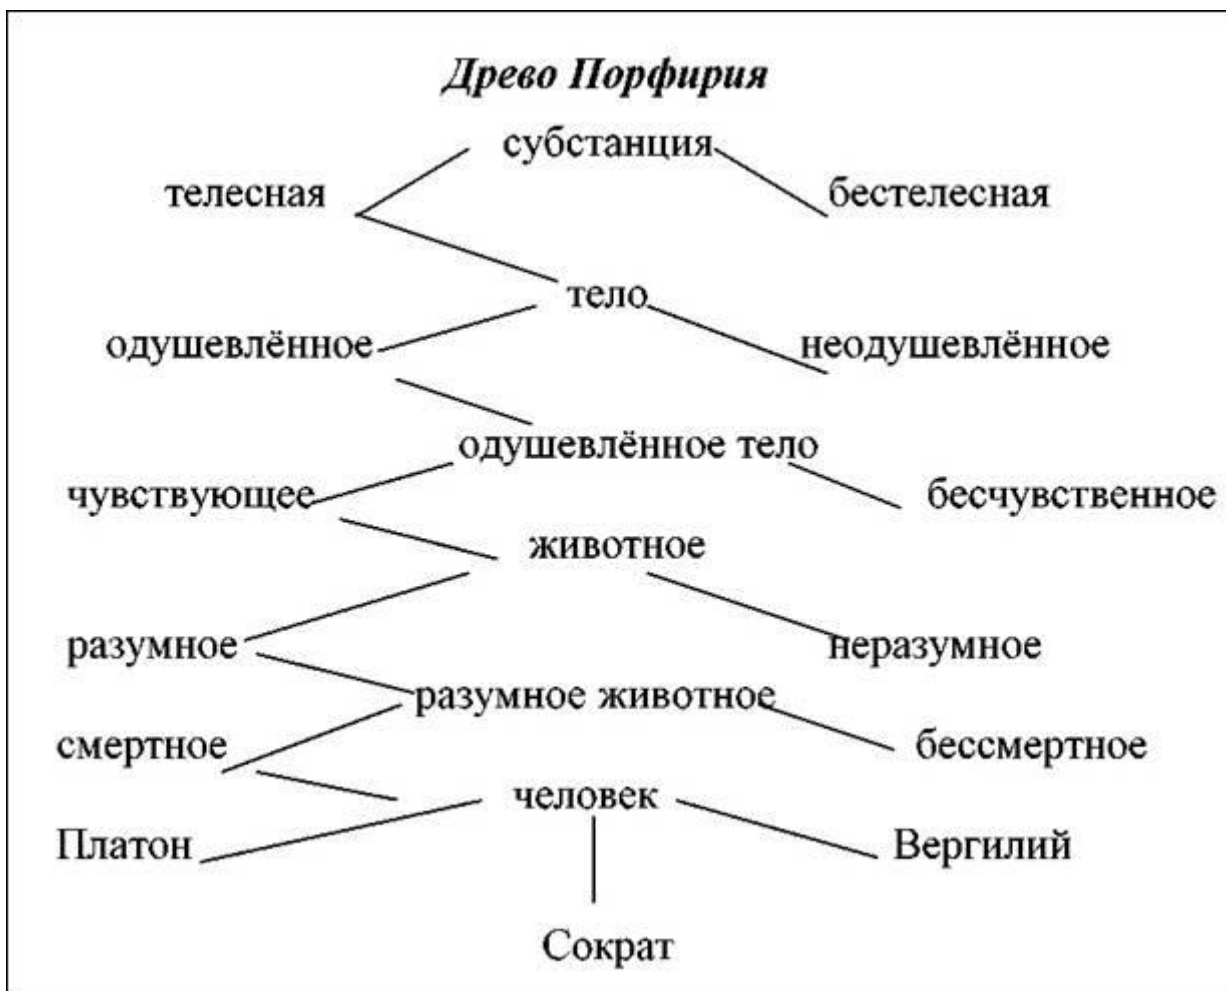 Древо Порфирия
субстанция
телесная бестелесная
тело
одушевлённое неодушевлённое
одушевлённое тело
чувствующее бесчувственное
животное
разумное неразумное
разумное животное
смертное бессмертное
человек
Платон Вергилий
Сократ